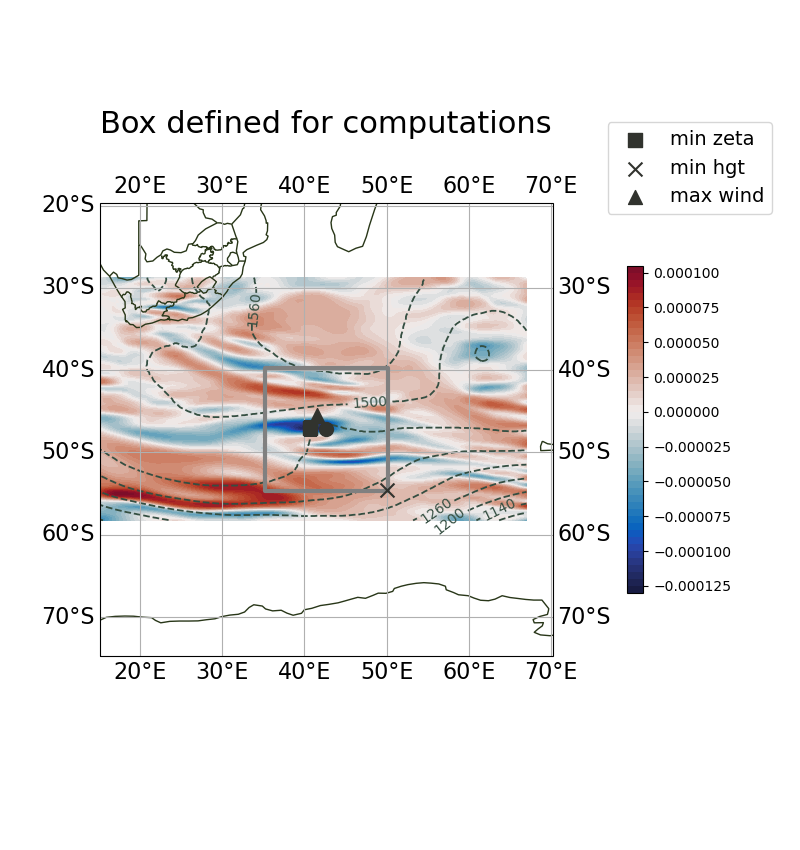 Box defined for computations
min zeta
min hgt
max wind
20°E 30°E 40°E 50°E 60°E 70°E
20°S
30°S 30°S
40°S 40°S
50°S 50°S
60°S 60°S
70°S 70°S
20°E 30°E 40°E 50°E 60°E 70°E
1560
1500
1260
1200
1140
0.000100
0.000075
0.000050
0.000025
0.000000
−0.000025
−0.000050
−0.000075
−0.000100
−0.000125